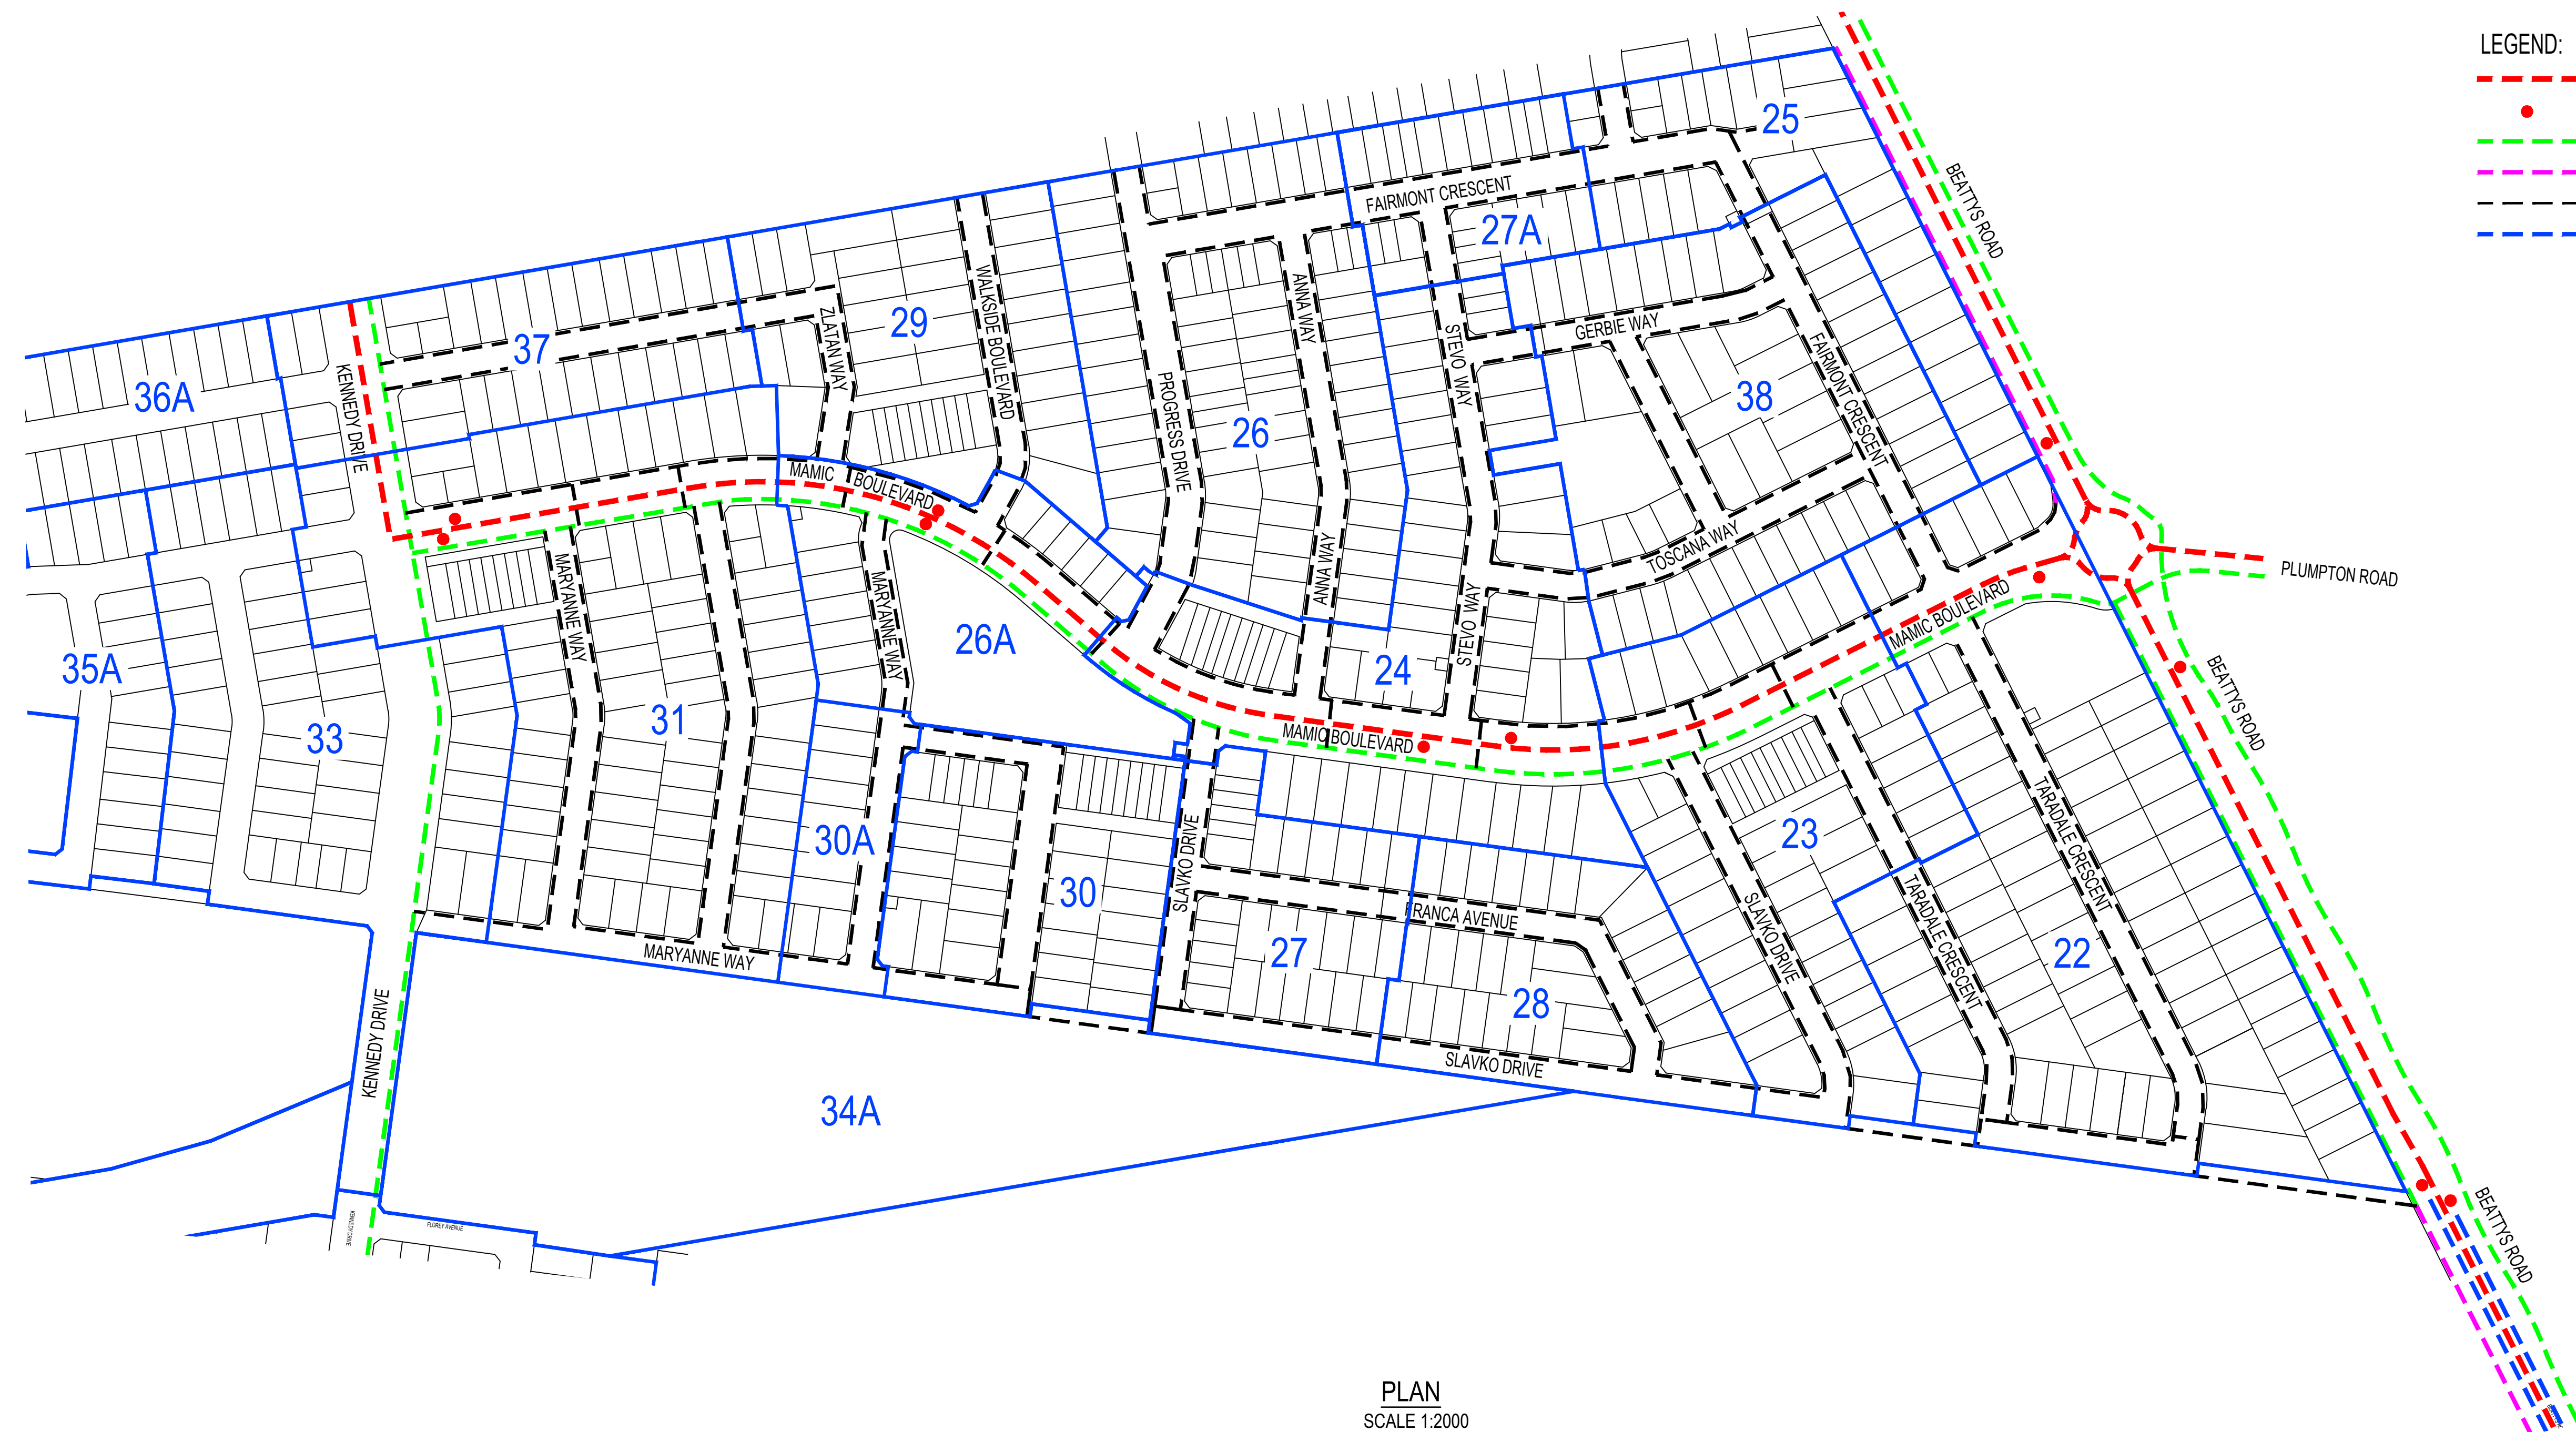 LEGEND:
25
BEATTYS ROAD
FAIRMONT CRESCENT
27A
WALKSIDE BOULEVARD
ANNA WAY
29
ZLATAN WAY
37
STEVO WAY
GERBIE WAY
FAIRMONT CRESCENT
36A
KENNEDY DRIVE
PROGRESS DRIVE
26
38
MAMIC BOULEVARD
TOSCANA WAY
PLUMPTON ROAD
MARYANNE WAY
MARYANNE WAY
ANNA WAY
STEVO WAY
MAMIC BOULEVARD
26A
24
35A
33
31
MAMIC BOULEVARD
BEATTYS ROAD
30A
30
SLAVKO DRIVE
23
TARADALE CRESCENT
FRANCA AVENUE
SLAVKO DRIVE
TARADALE CRESCENT
MARYANNE WAY
27
28
22
KENNEDY DRIVE
SLAVKO DRIVE
34A
KENNEDY DRIVE
FLOREY AVENUE
BEATTYS ROAD
PLAN
SCALE 1:2000